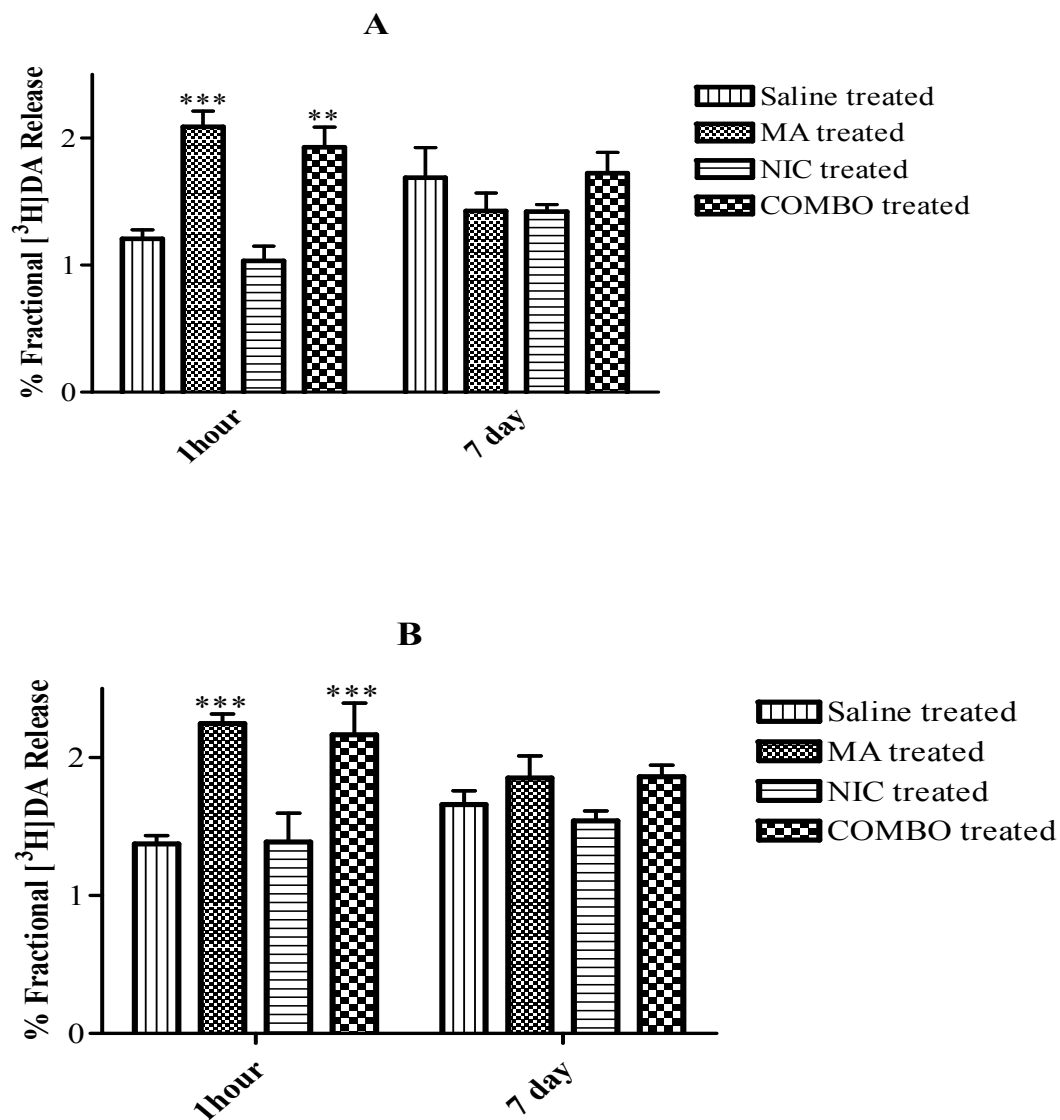 A
% Fractional [³H]DA Release
2
1
0
***
**
1hour
7 day
Saline treated
MA treated
NIC treated
COMBO treated
B
% Fractional [³H]DA Release
2
1
0
***
***
1hour
7 day
Saline treated
MA treated
NIC treated
COMBO treated